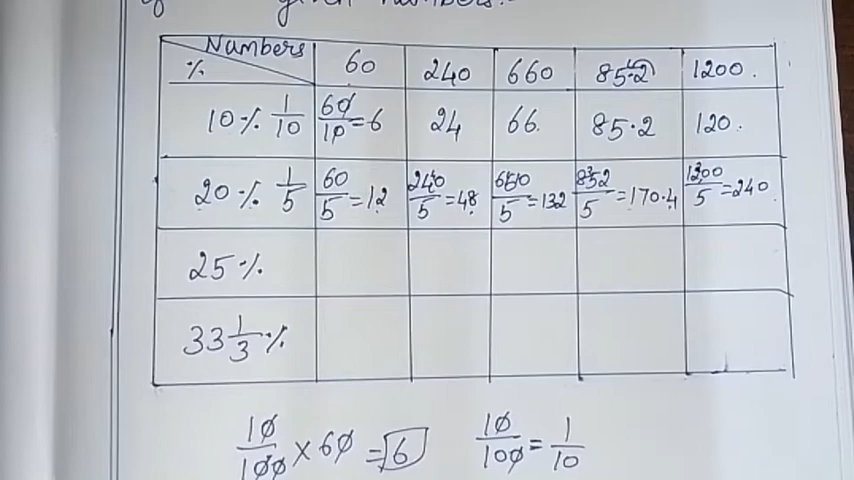 given numbers.
Numbers
% 60 240 660 85·2 1200.
10% 1/10 60/10=6 24 66. 85·2 120.
20% 1/5 60/5=12 240/5=48 660/5=132 852/5=170·4 1200/5=240
25%
33 1/3 %
10/100 × 60 = 6 10/100 = 1/10